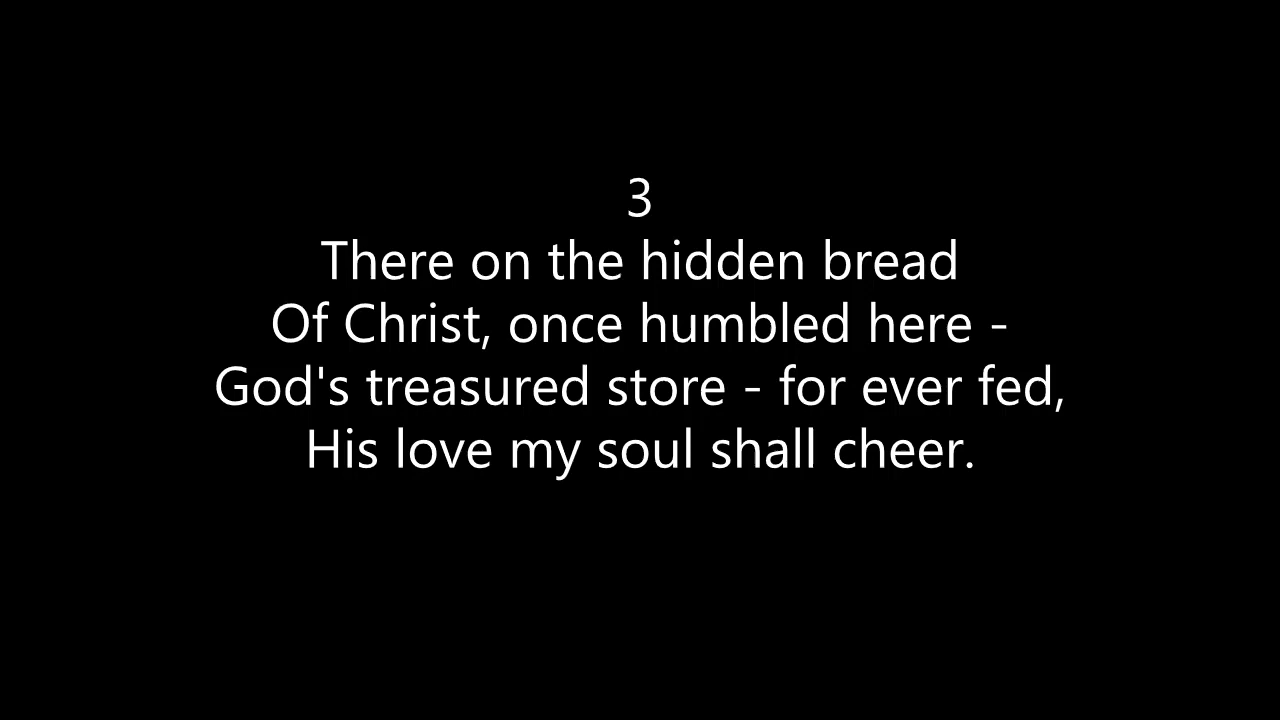 3
There on the hidden bread
Of Christ, once humbled here -
God's treasured store - for ever fed,
His love my soul shall cheer.